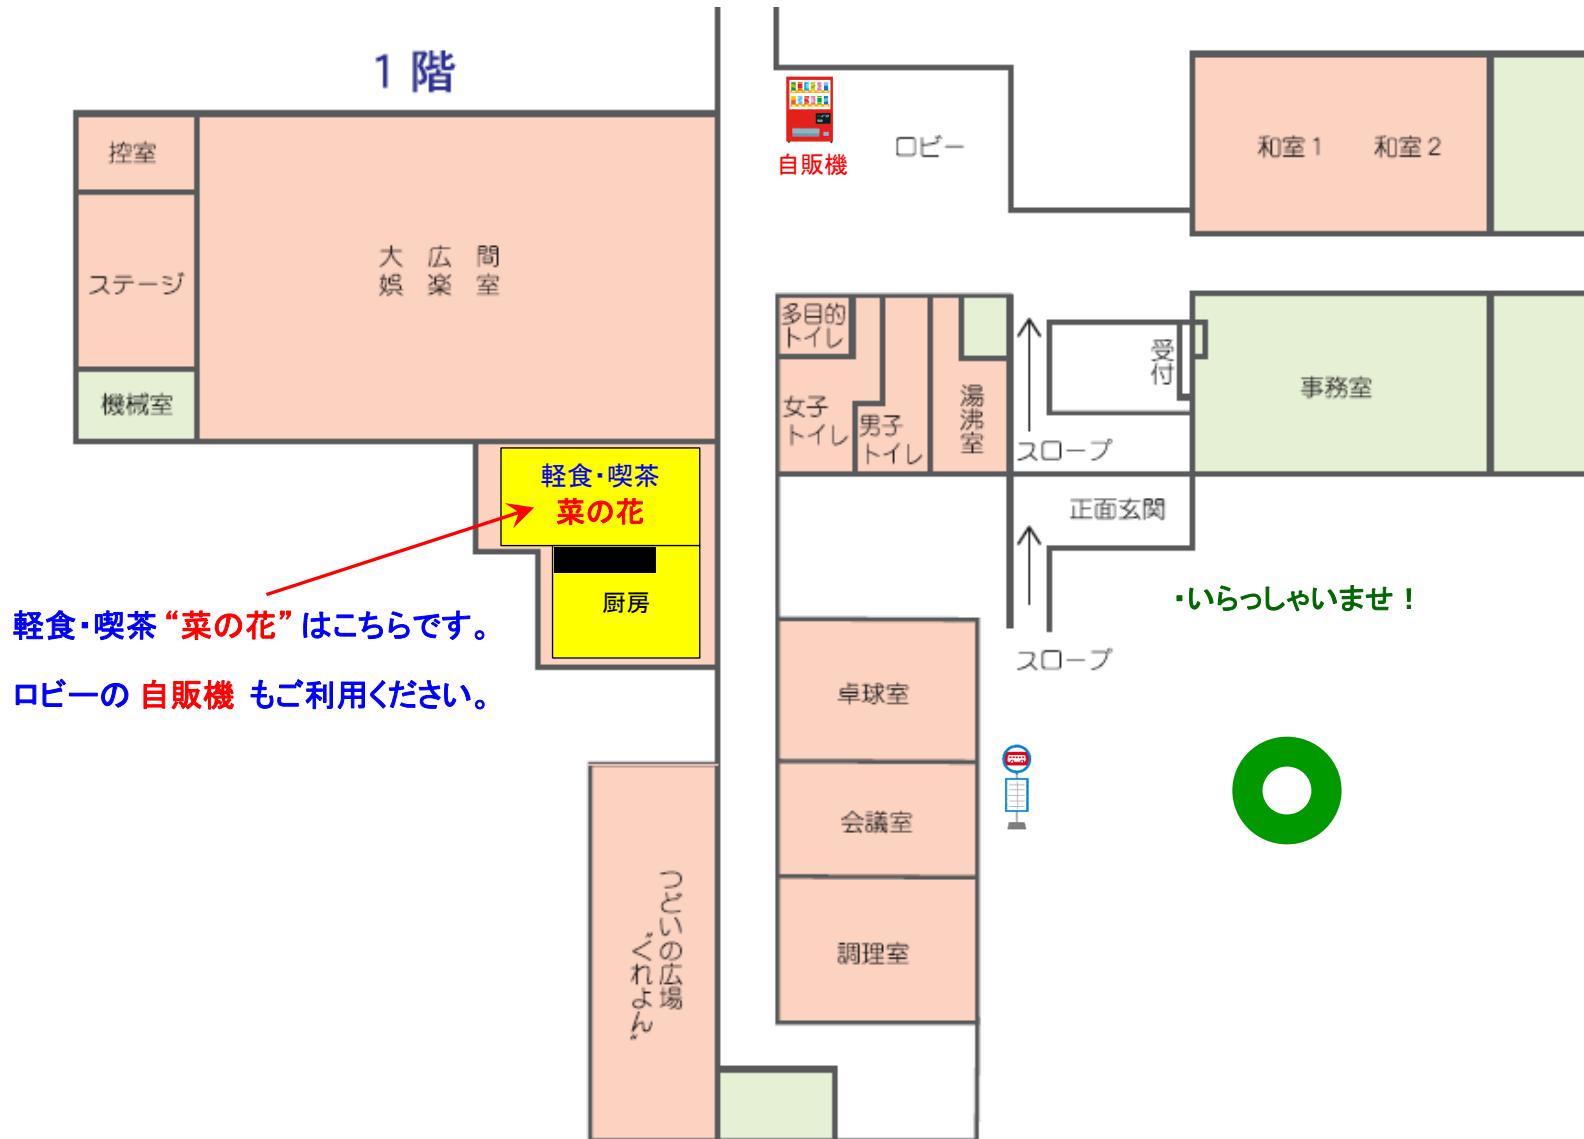 1 階
控室
ステージ
機械室
大 広 間
娯 楽 室
自販機
ロビー
和室1 和室2
多目的
トイレ
女子
トイレ
男子
トイレ
湯沸室
スロープ
受付
事務室
正面玄関
スロープ
・いらっしゃいませ！
軽食・喫茶
菜の花
厨房
軽食・喫茶 “菜の花” はこちらです。
ロビーの 自販機 もご利用ください。
卓球室
会議室
調理室
つどいの広場
“ぐれよん”